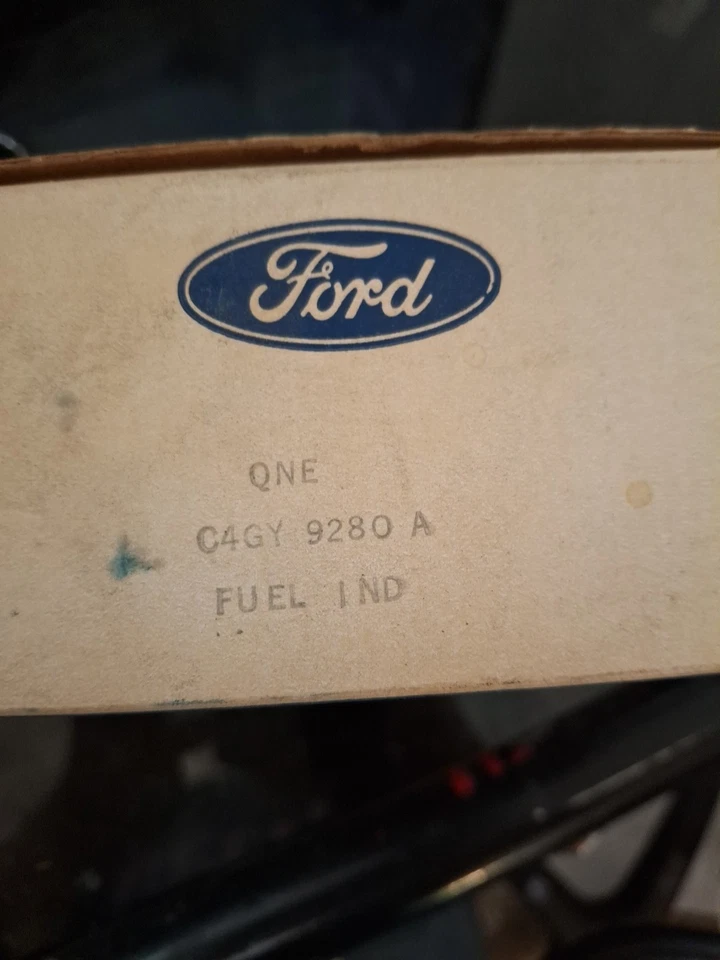 Ford
QNE
C4GY 9280 A
FUEL IND